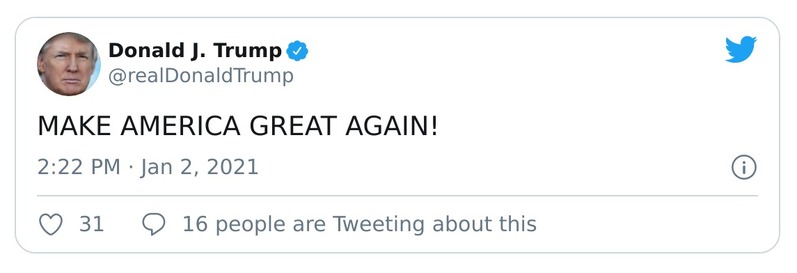 Donald J. Trump
@realDonaldTrump
MAKE AMERICA GREAT AGAIN!
2:22 PM · Jan 2, 2021
31 16 people are Tweeting about this